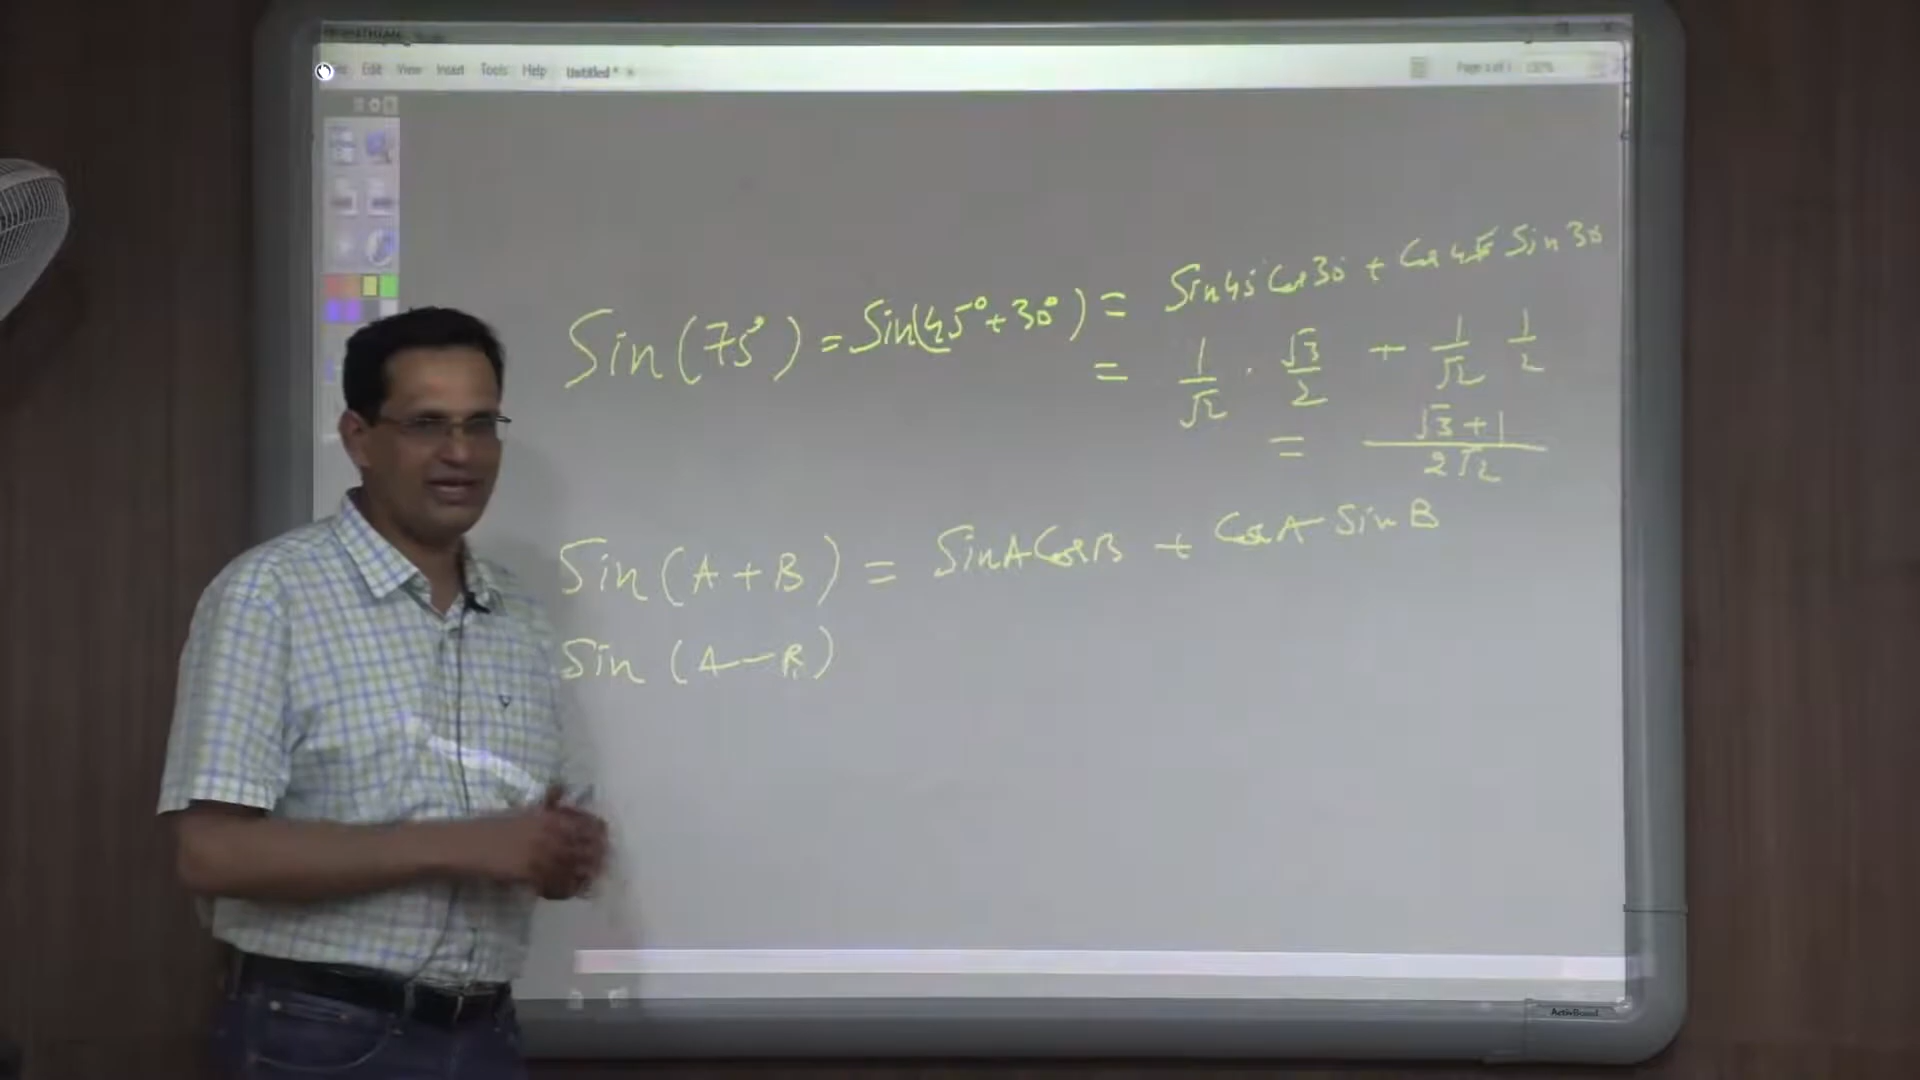 Edit View Insert Tools Help Untitled *
Sin(75°) = Sin(45°+30°) = Sin45 Cos30 + Cos45 Sin30
= 1/√2 · √3/2 + 1/√2 1/2
= √3+1/2√2
Sin(A+B) = SinA CosB + CosA SinB
Sin (A-B)
ActivBoard